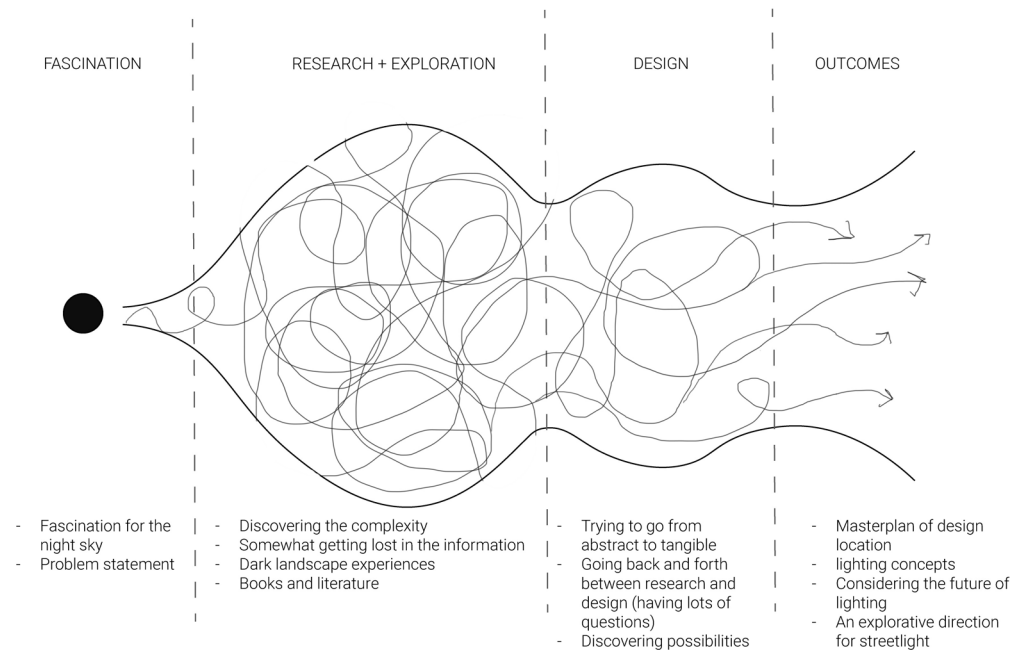 FASCINATION
RESEARCH + EXPLORATION
DESIGN
OUTCOMES
- Fascination for the
night sky
- Problem statement
- Discovering the complexity
- Somewhat getting lost in the information
- Dark landscape experiences
- Books and literature
- Trying to go from
abstract to tangible
- Going back and forth
between research and
design (having lots of
questions)
- Discovering possibilities
- Masterplan of design
location
- lighting concepts
- Considering the future of
lighting
- An explorative direction
for streetlight